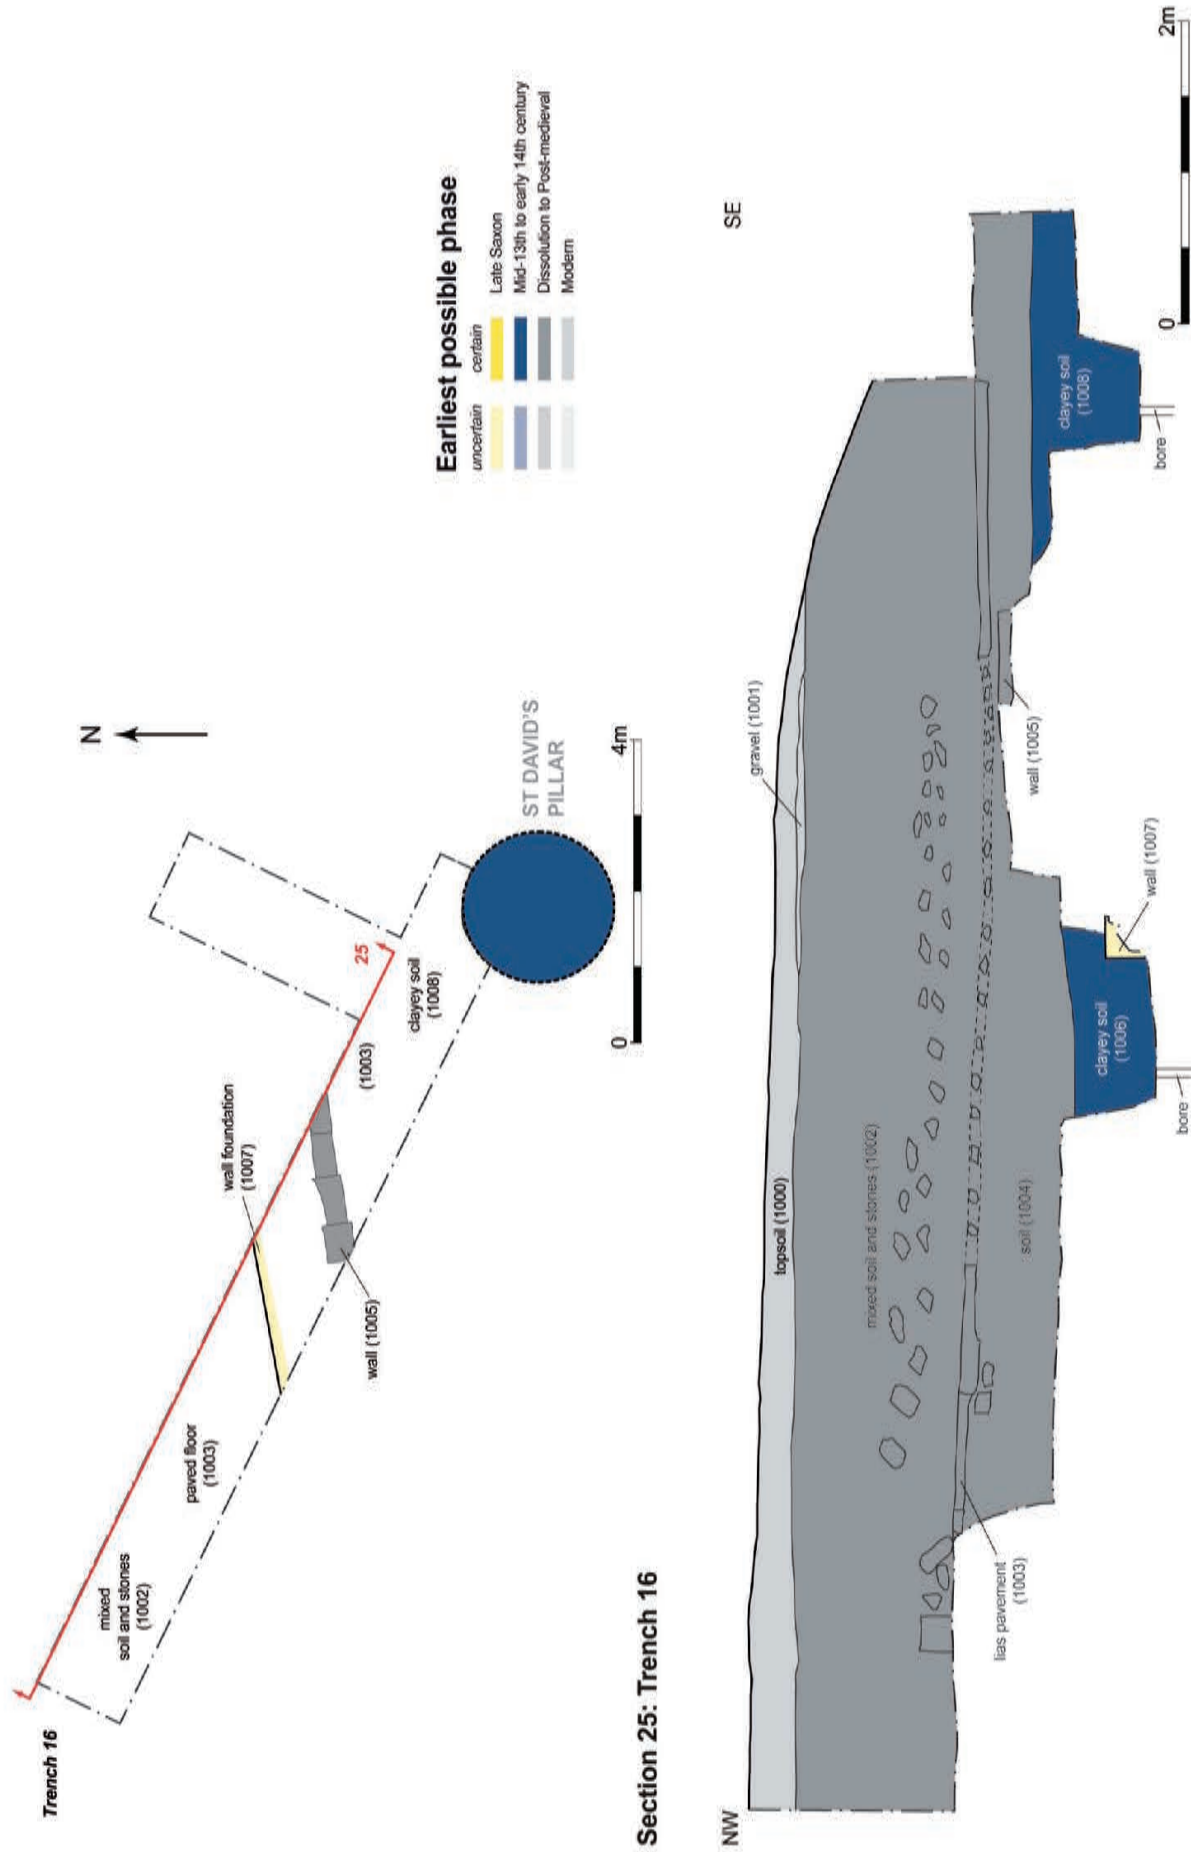 Trench 16
mixed
soil and stones
(1002)
paved floor
(1003)
wall foundation
(1007)
wall (1005)
(1003)
25
clayey soil
(1008)
N
ST DAVID'S
PILLAR
0
4m
Earliest possible phase
uncertain
certain
Late Saxon
Mid-13th to early 14th century
Dissolution to Post-medieval
Modern
Section 25: Trench 16
NW
SE
topsoil (1000)
gravel (1001)
mixed soil and stones (1002)
lias pavement
(1003)
soil (1004)
wall (1005)
clayey soil
(1006)
wall (1007)
clayey soil
(1008)
bore
bore
0
2m